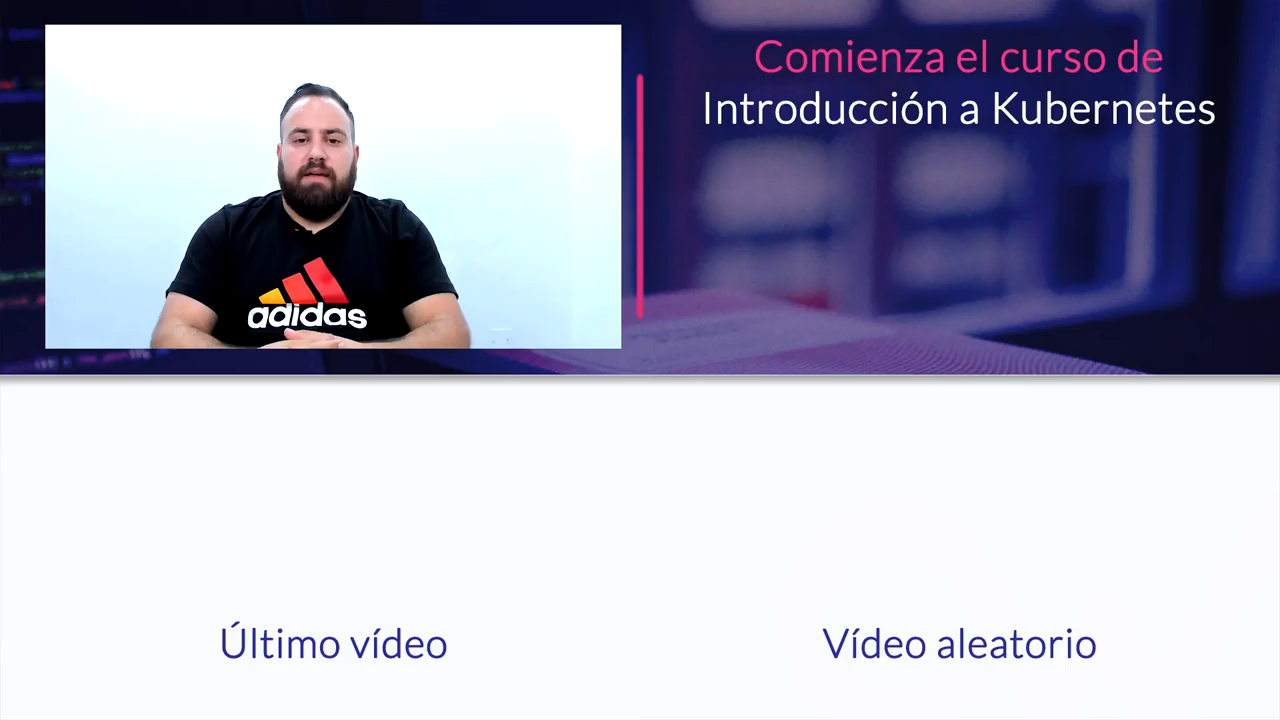 Comienza el curso de
Introducción a Kubernetes
adidas
Último vídeo
Vídeo aleatorio